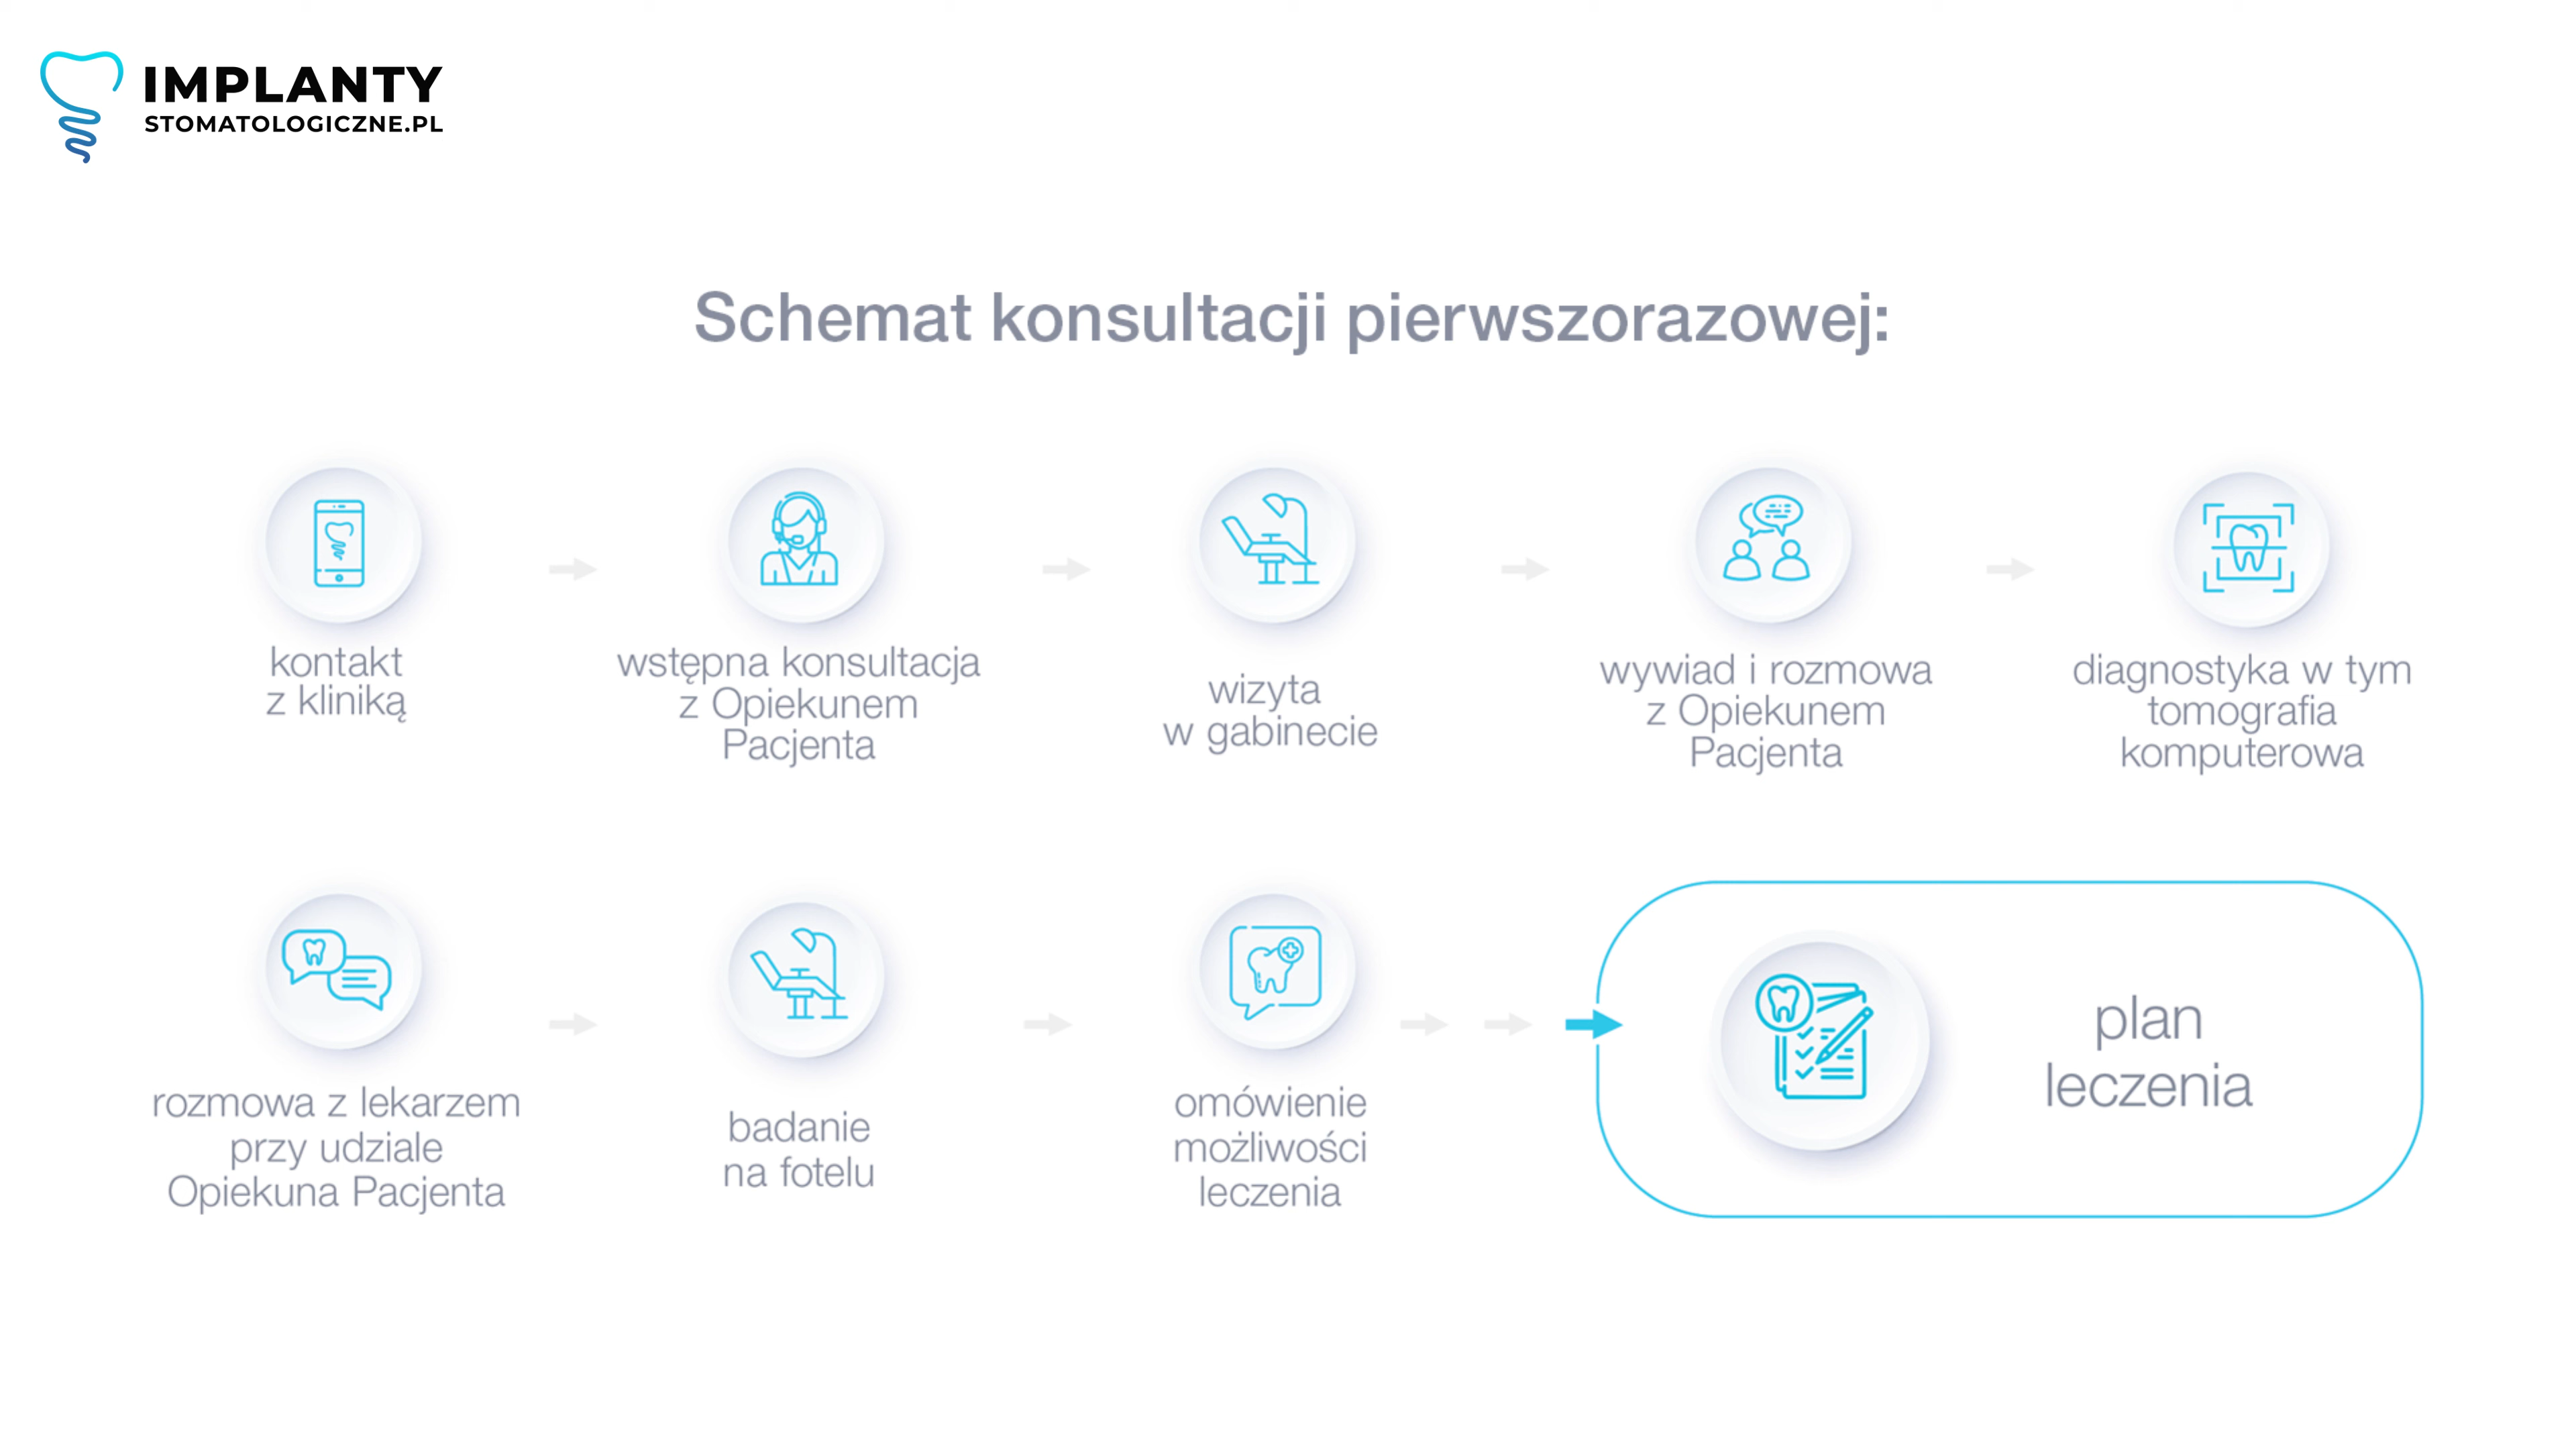 IMPLANTY
STOMATOLOGICZNE.PL
Schemat konsultacji pierwszorazowej:
kontakt
z kliniką
wstępna konsultacja
z Opiekunem
Pacjenta
wizyta
w gabinecie
wywiad i rozmowa
z Opiekunem
Pacjenta
diagnostyka w tym
tomografia
komputerowa
rozmowa z lekarzem
przy udziale
Opiekuna Pacjenta
badanie
na fotelu
omówienie
możliwości
leczenia
plan
leczenia